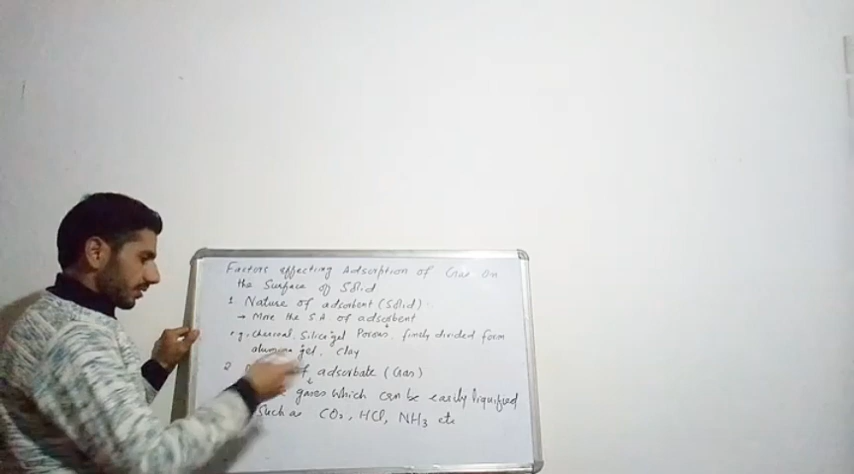 Factors affecting Adsorption of Gas on
the Surface of Solid
1 Nature of adsorbent (Solid)
→ More the S.A of adsorbent
e.g, charcoal, Silica gel Porous, finely divided form
alumina gel, Clay
2 of adsorbate (Gas)
gases which can be easily liquified
Such as CO2, HCl, NH3 etc